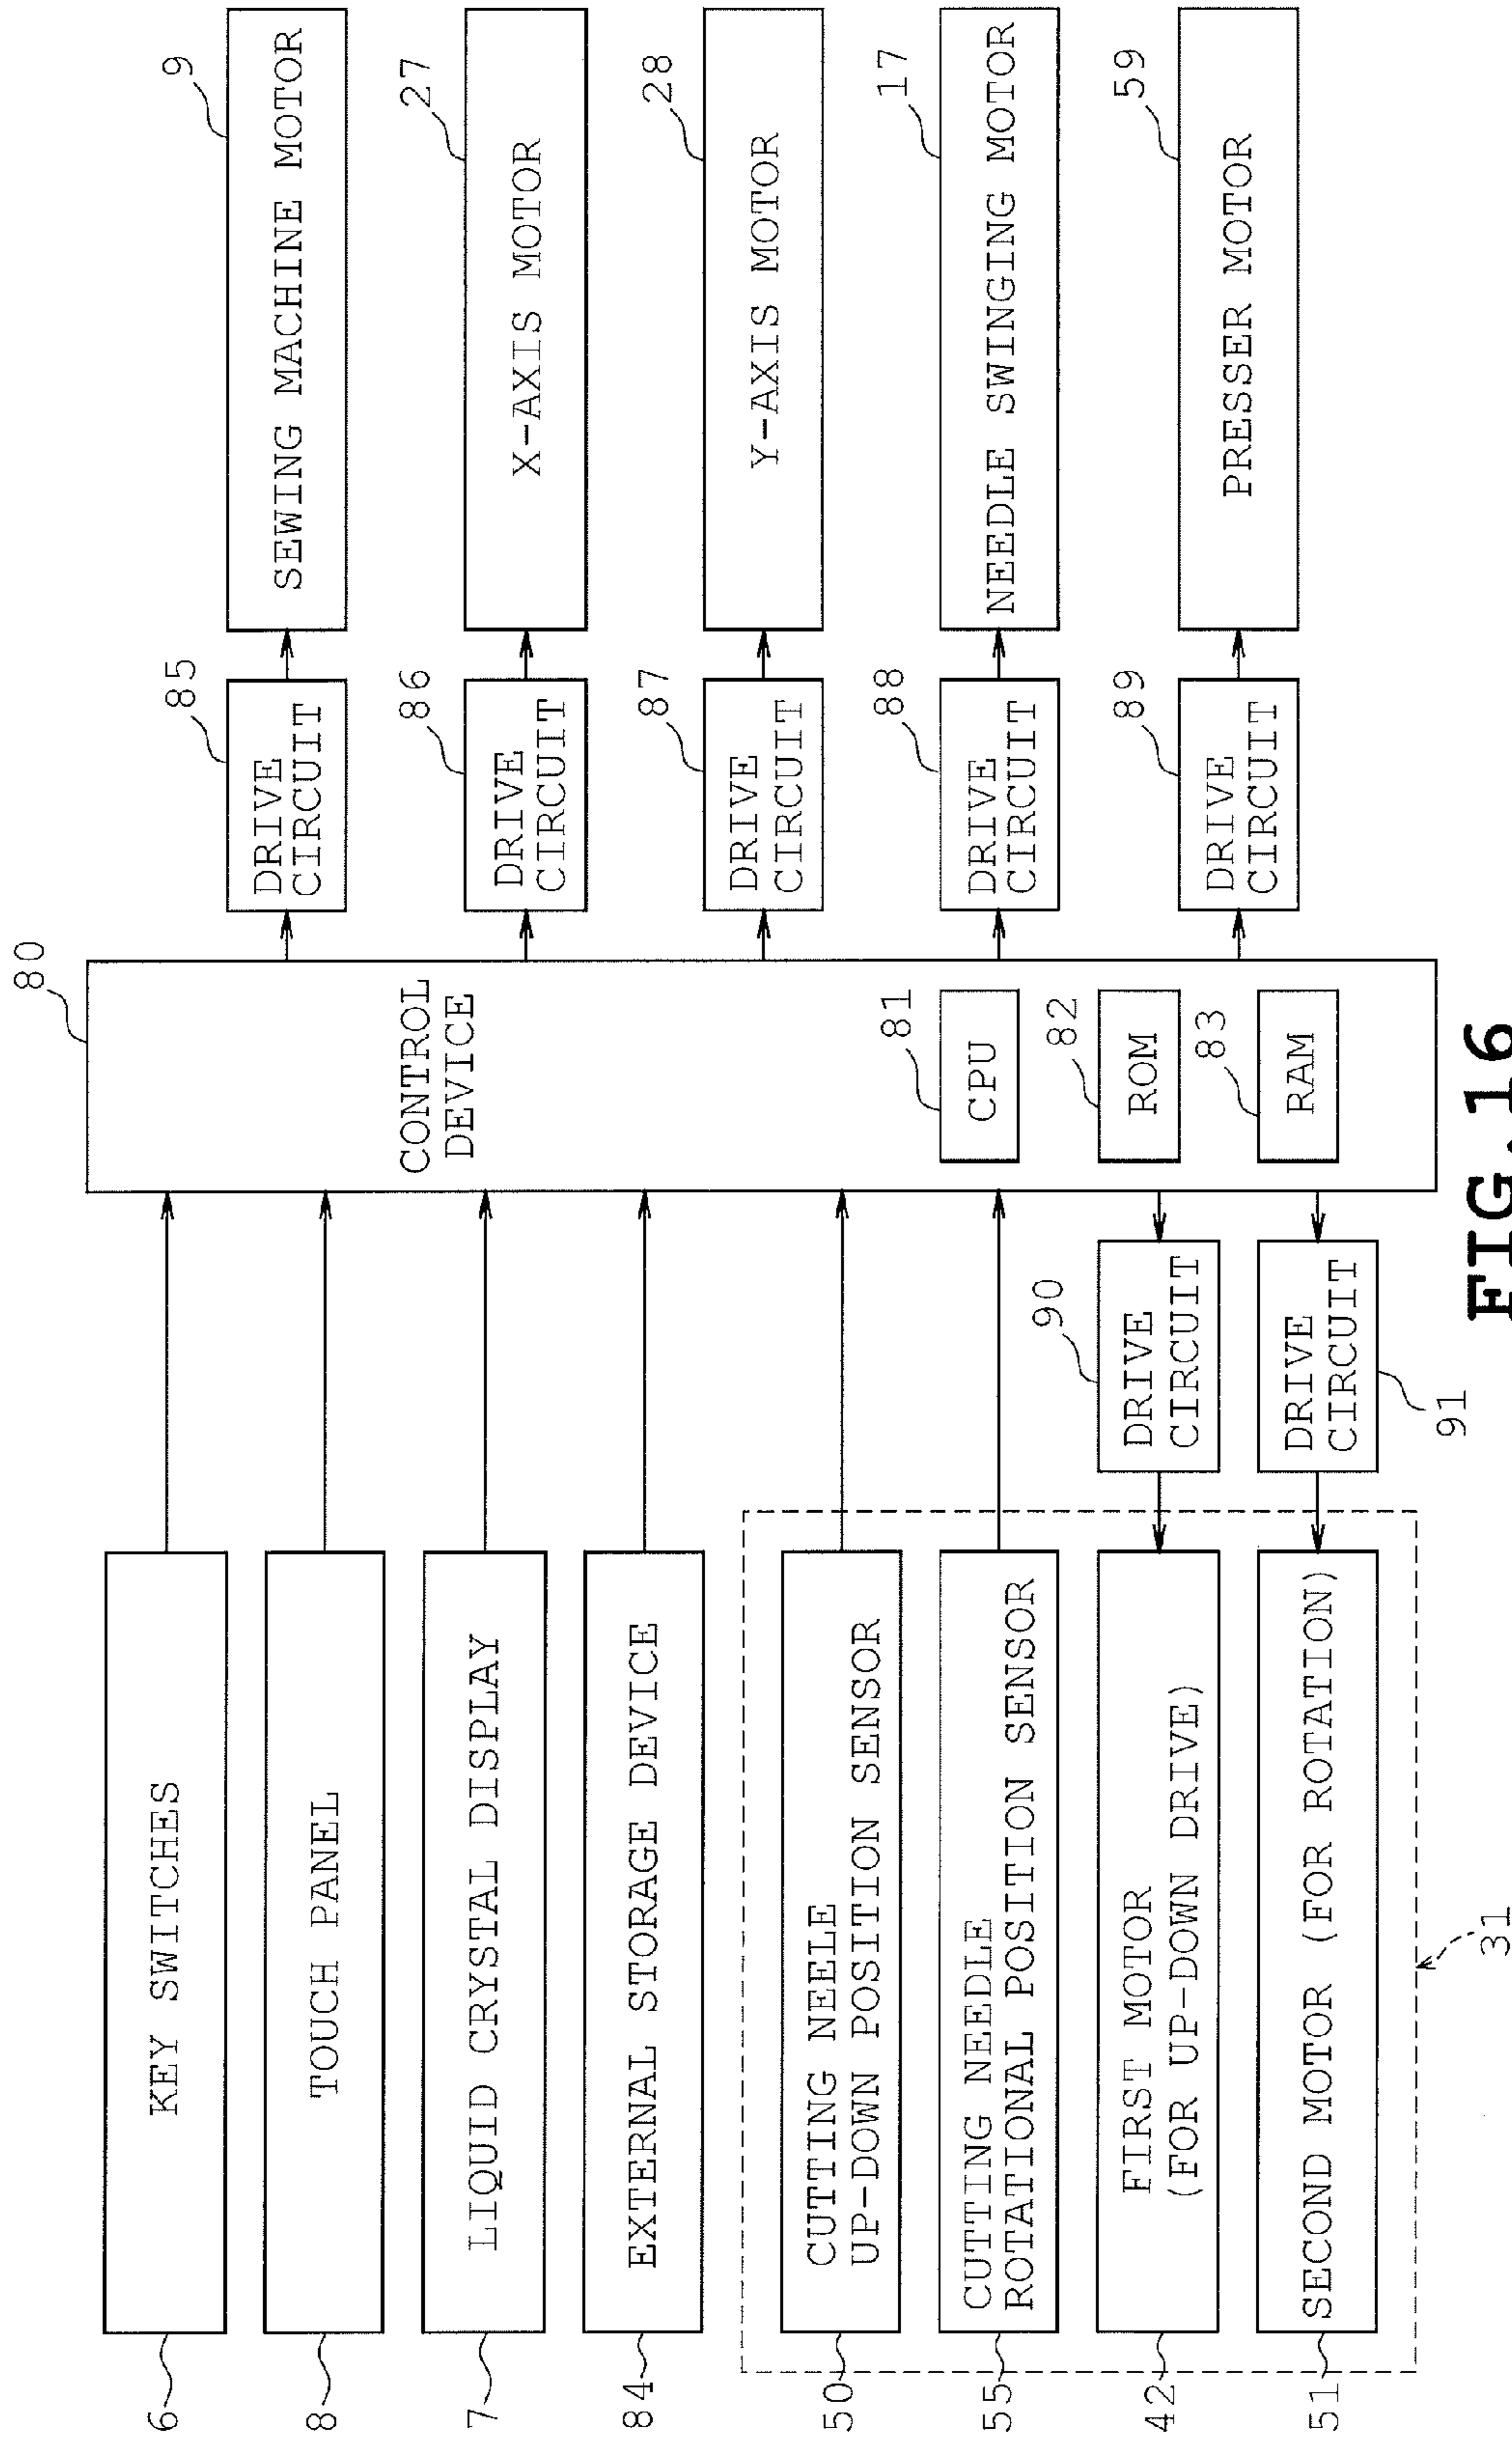 80
6
KEY SWITCHES
8
TOUCH PANEL
7
LIQUID CRYSTAL DISPLAY
84
EXTERNAL STORAGE DEVICE
50
CUTTING NEELE
UP-DOWN POSITION SENSOR
55
CUTTING NEEDLE
ROTATIONAL POSITION SENSOR
42
FIRST MOTOR
(FOR UP-DOWN DRIVE)
51
SECOND MOTOR (FOR ROTATION)
31
90
DRIVE
CIRCUIT
DRIVE
CIRCUIT
91
CONTROL
DEVICE
81
CPU
82
ROM
83
RAM
85
DRIVE
CIRCUIT
9
SEWING MACHINE MOTOR
86
DRIVE
CIRCUIT
27
X-AXIS MOTOR
87
DRIVE
CIRCUIT
28
Y-AXIS MOTOR
88
DRIVE
CIRCUIT
17
NEEDLE SWINGING MOTOR
89
DRIVE
CIRCUIT
59
PRESSER MOTOR
FIG.16